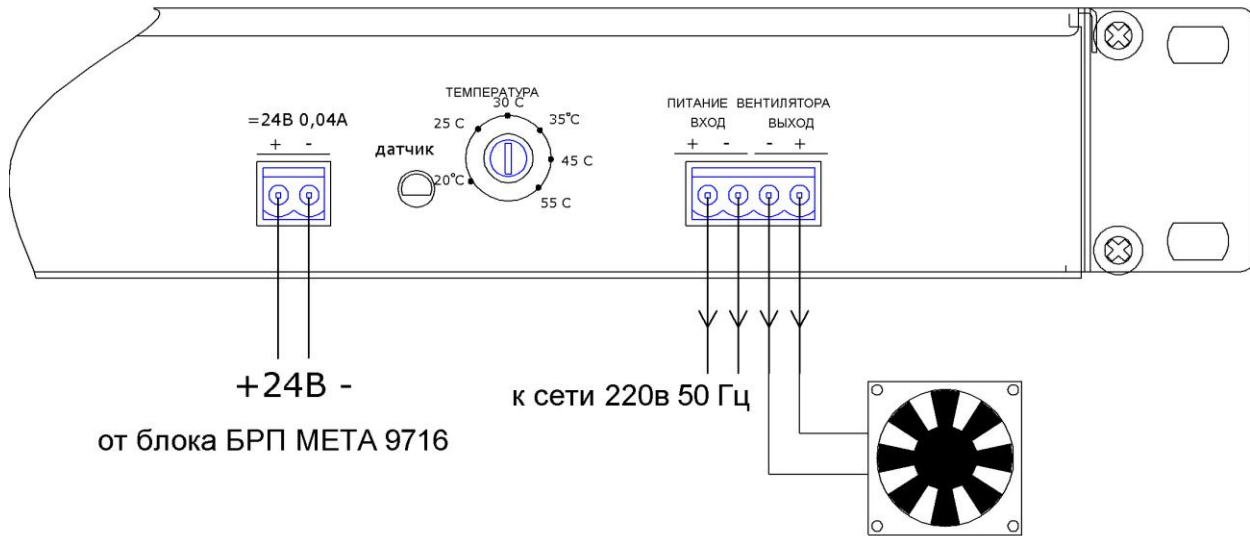 =24В 0,04А
+ -
датчик
ТЕМПЕРАТУРА
30 С
25 С
35°С
45 С
20°С
55 С
ПИТАНИЕ ВЕНТИЛЯТОРА
ВХОД ВЫХОД
+ - - +
+24В -
от блока БРП МЕТА 9716
к сети 220в 50 Гц